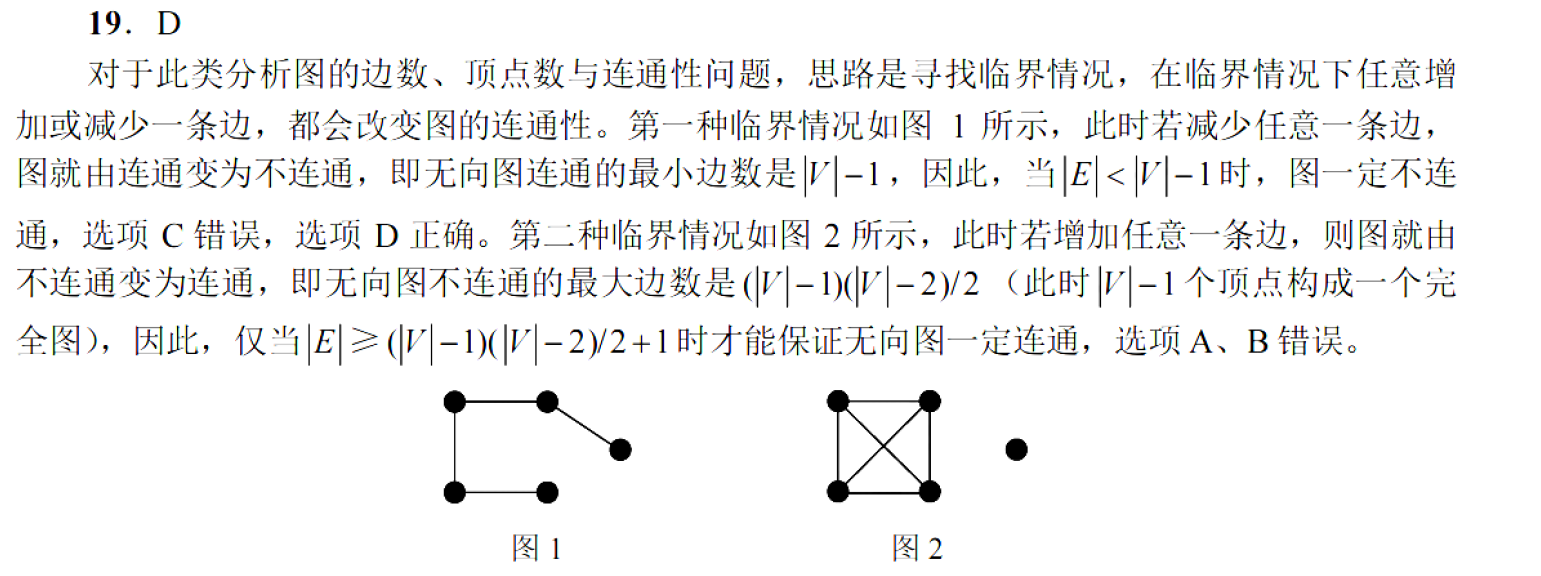 19. D
对于此类分析图的边数、顶点数与连通性问题，思路是寻找临界情况，在临界情况下任意增
加或减少一条边，都会改变图的连通性。第一种临界情况如图 1 所示，此时若减少任意一条边，
图就由连通变为不连通，即无向图连通的最小边数是|V|−1，因此，当|E|<|V|−1时，图一定不连
通，选项 C 错误，选项 D 正确。第二种临界情况如图 2 所示，此时若增加任意一条边，则图就由
不连通变为连通，即无向图不连通的最大边数是(|V|−1)(|V|−2)/2（此时|V|−1个顶点构成一个完
全图），因此，仅当|E|≥(|V|−1)(|V|−2)/2+1时才能保证无向图一定连通，选项 A、B 错误。
图 1 图 2